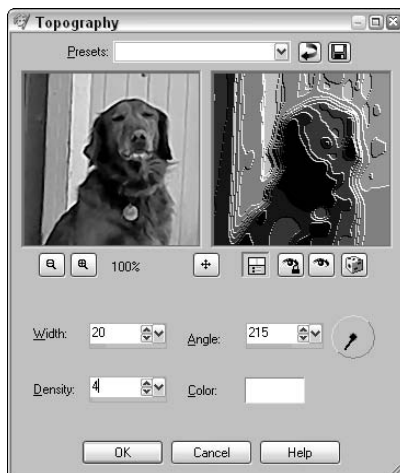 Topography
Presets:
100%
Width: 20 Angle: 215
Density: 4 Color:
OK Cancel Help